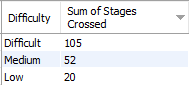 Difficulty Sum of Stages Crossed
Difficult 105
Medium 52
Low 20